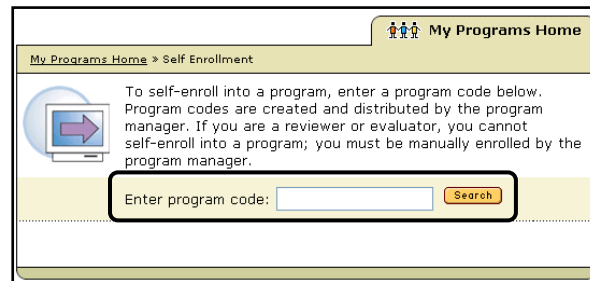 My Programs Home
My Programs Home » Self Enrollment
To self-enroll into a program, enter a program code below.
Program codes are created and distributed by the program
manager. If you are a reviewer or evaluator, you cannot
self-enroll into a program; you must be manually enrolled by the
program manager.
Enter program code: Search